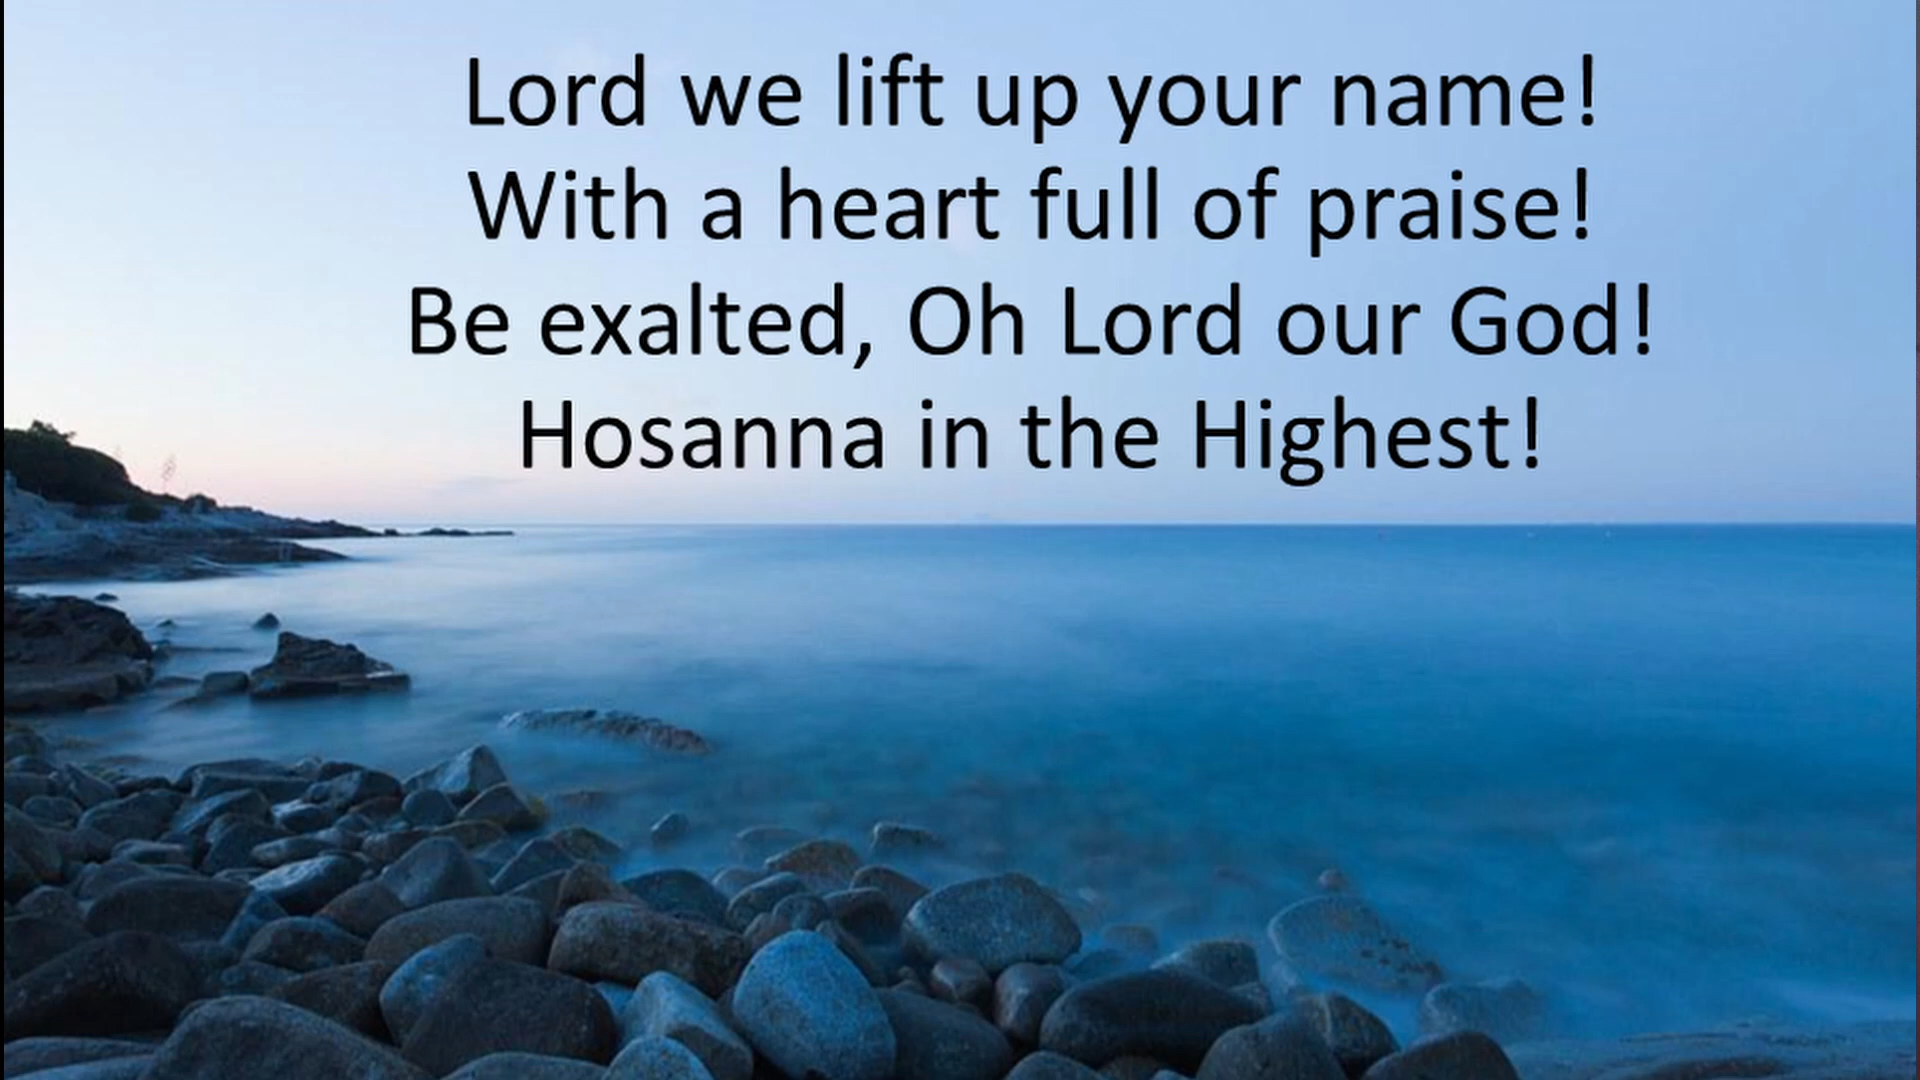 Lord we lift up your name!
With a heart full of praise!
Be exalted, Oh Lord our God!
Hosanna in the Highest!